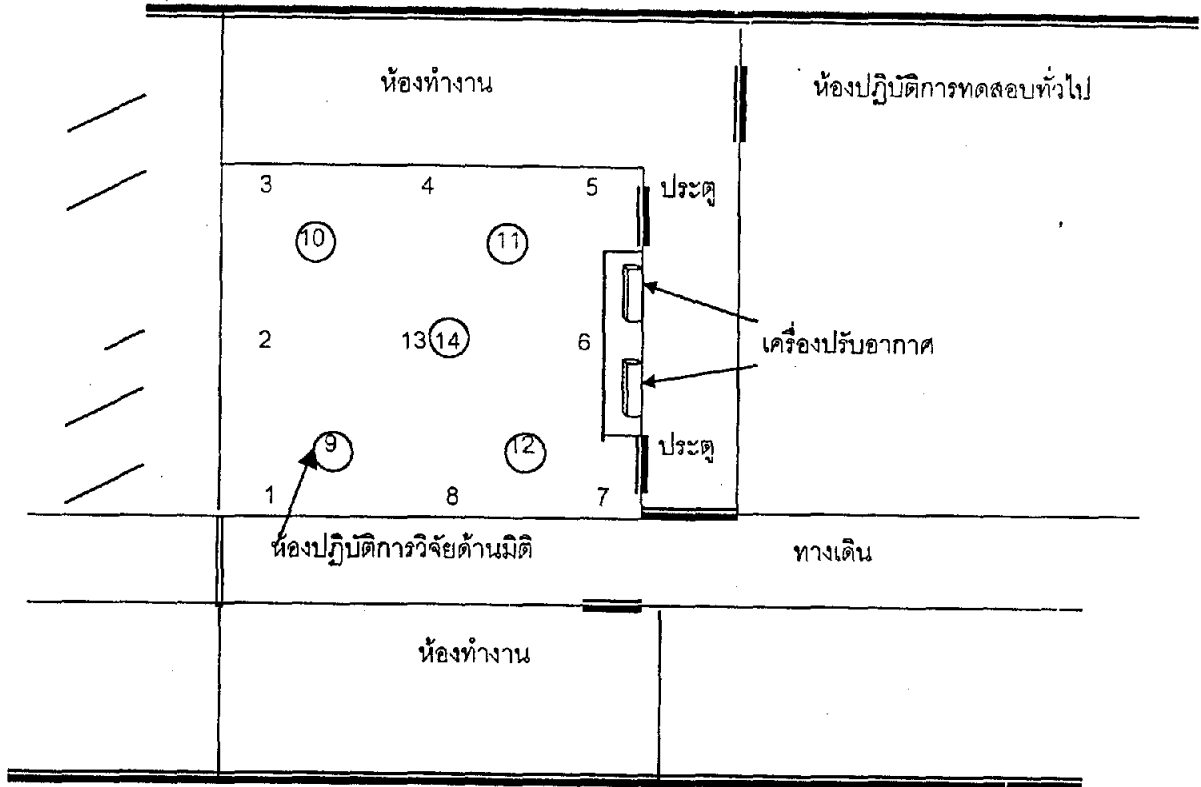 ห้องทำงาน
ห้องปฏิบัติการทดสอบทั่วไป
3 4 5 ประตู
10 11
2 13 14 6 เครื่องปรับอากาศ
9 12 ประตู
1 8 7
ห้องปฏิบัติการวิจัยด้านมิติ
ทางเดิน
ห้องทำงาน